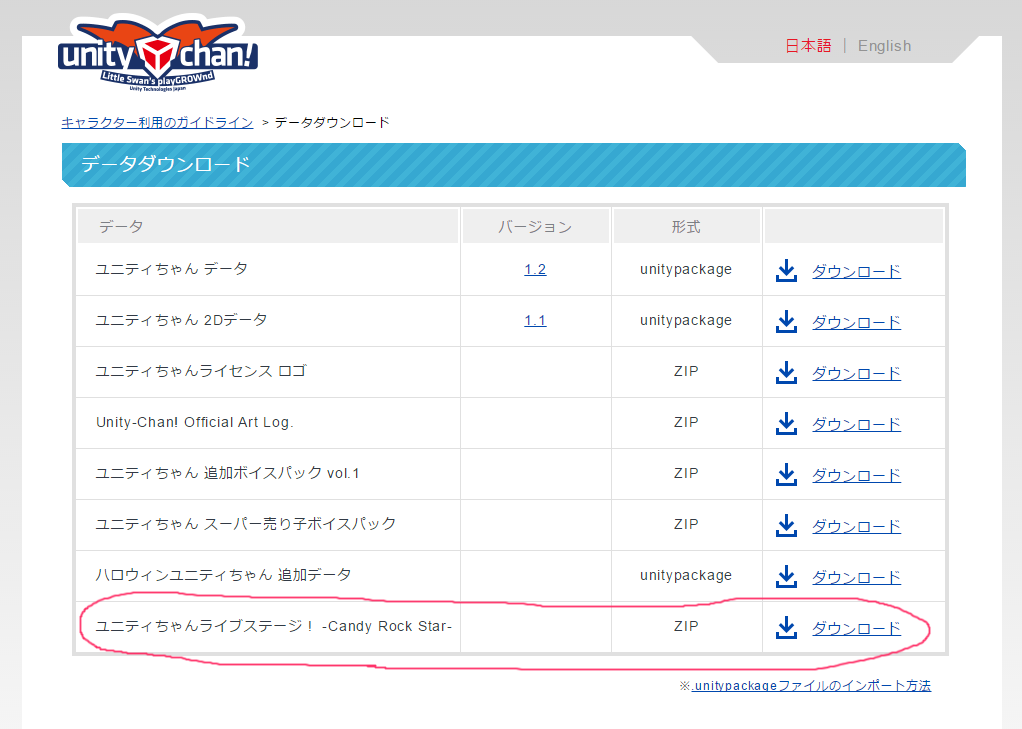 unity chan!
Little Swan's playGROWnd
Unity Technologies Japan
日本語 | English
キャラクター利用のガイドライン > データダウンロード
データダウンロード
データ バージョン 形式
ユニティちゃん データ 1.2 unitypackage ダウンロード
ユニティちゃん 2Dデータ 1.1 unitypackage ダウンロード
ユニティちゃんライセンス ロゴ ZIP ダウンロード
Unity-Chan! Official Art Log. ZIP ダウンロード
ユニティちゃん 追加ボイスパック vol.1 ZIP ダウンロード
ユニティちゃん スーパー売り子ボイスパック ZIP ダウンロード
ハロウィンユニティちゃん 追加データ unitypackage ダウンロード
ユニティちゃんライブステージ！ -Candy Rock Star- ZIP ダウンロード
※.unitypackageファイルのインポート方法